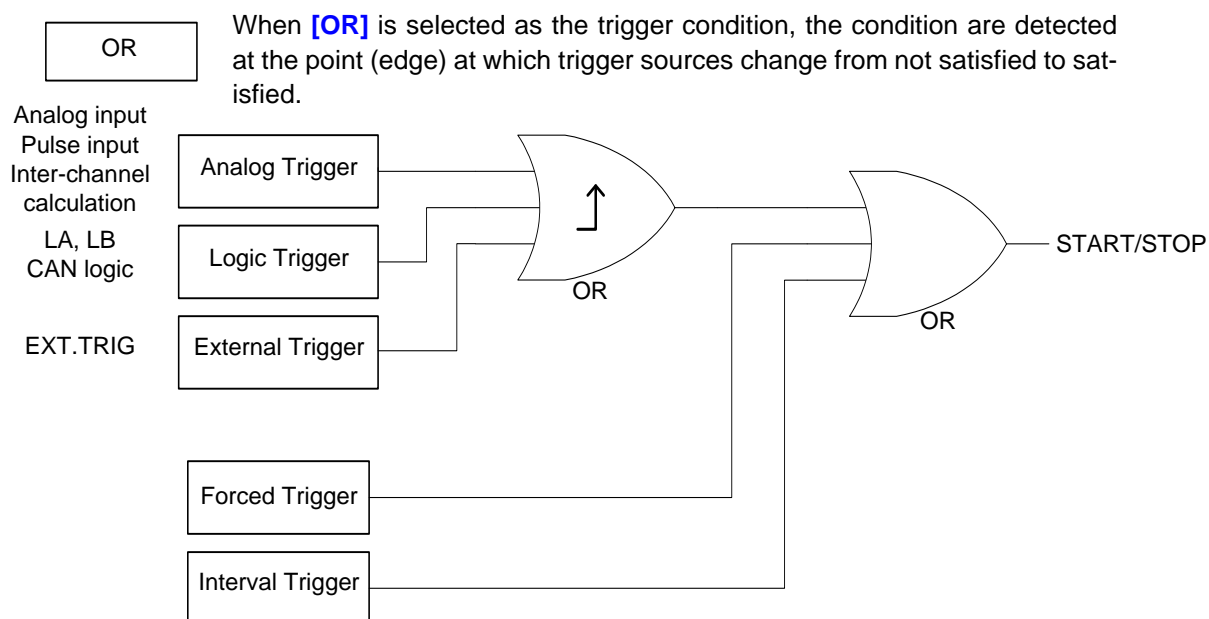 OR
When [OR] is selected as the trigger condition, the condition are detected
at the point (edge) at which trigger sources change from not satisfied to sat-
isfied.
Analog input
Pulse input
Inter-channel
calculation
Analog Trigger
LA, LB
CAN logic
Logic Trigger
OR
START/STOP
OR
EXT.TRIG
External Trigger
Forced Trigger
Interval Trigger